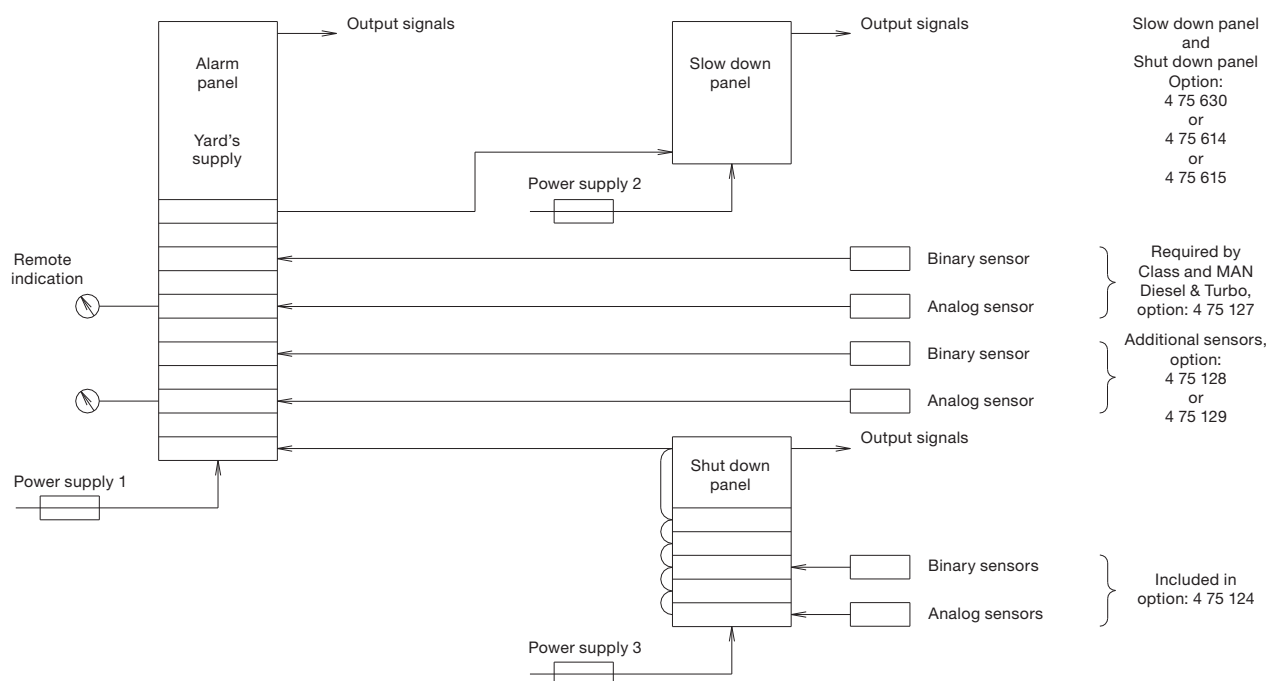 Output signals
Output signals
Slow down panel
and
Shut down panel
Option:
4 75 630
or
4 75 614
or
4 75 615
Alarm
panel
Yard's
supply
Slow down
panel
Power supply 2
Remote
indication
Binary sensor
Analog sensor
Required by
Class and MAN
Diesel & Turbo,
option: 4 75 127
Binary sensor
Analog sensor
Additional sensors,
option:
4 75 128
or
4 75 129
Output signals
Shut down
panel
Power supply 1
Binary sensors
Analog sensors
Included in
option: 4 75 124
Power supply 3